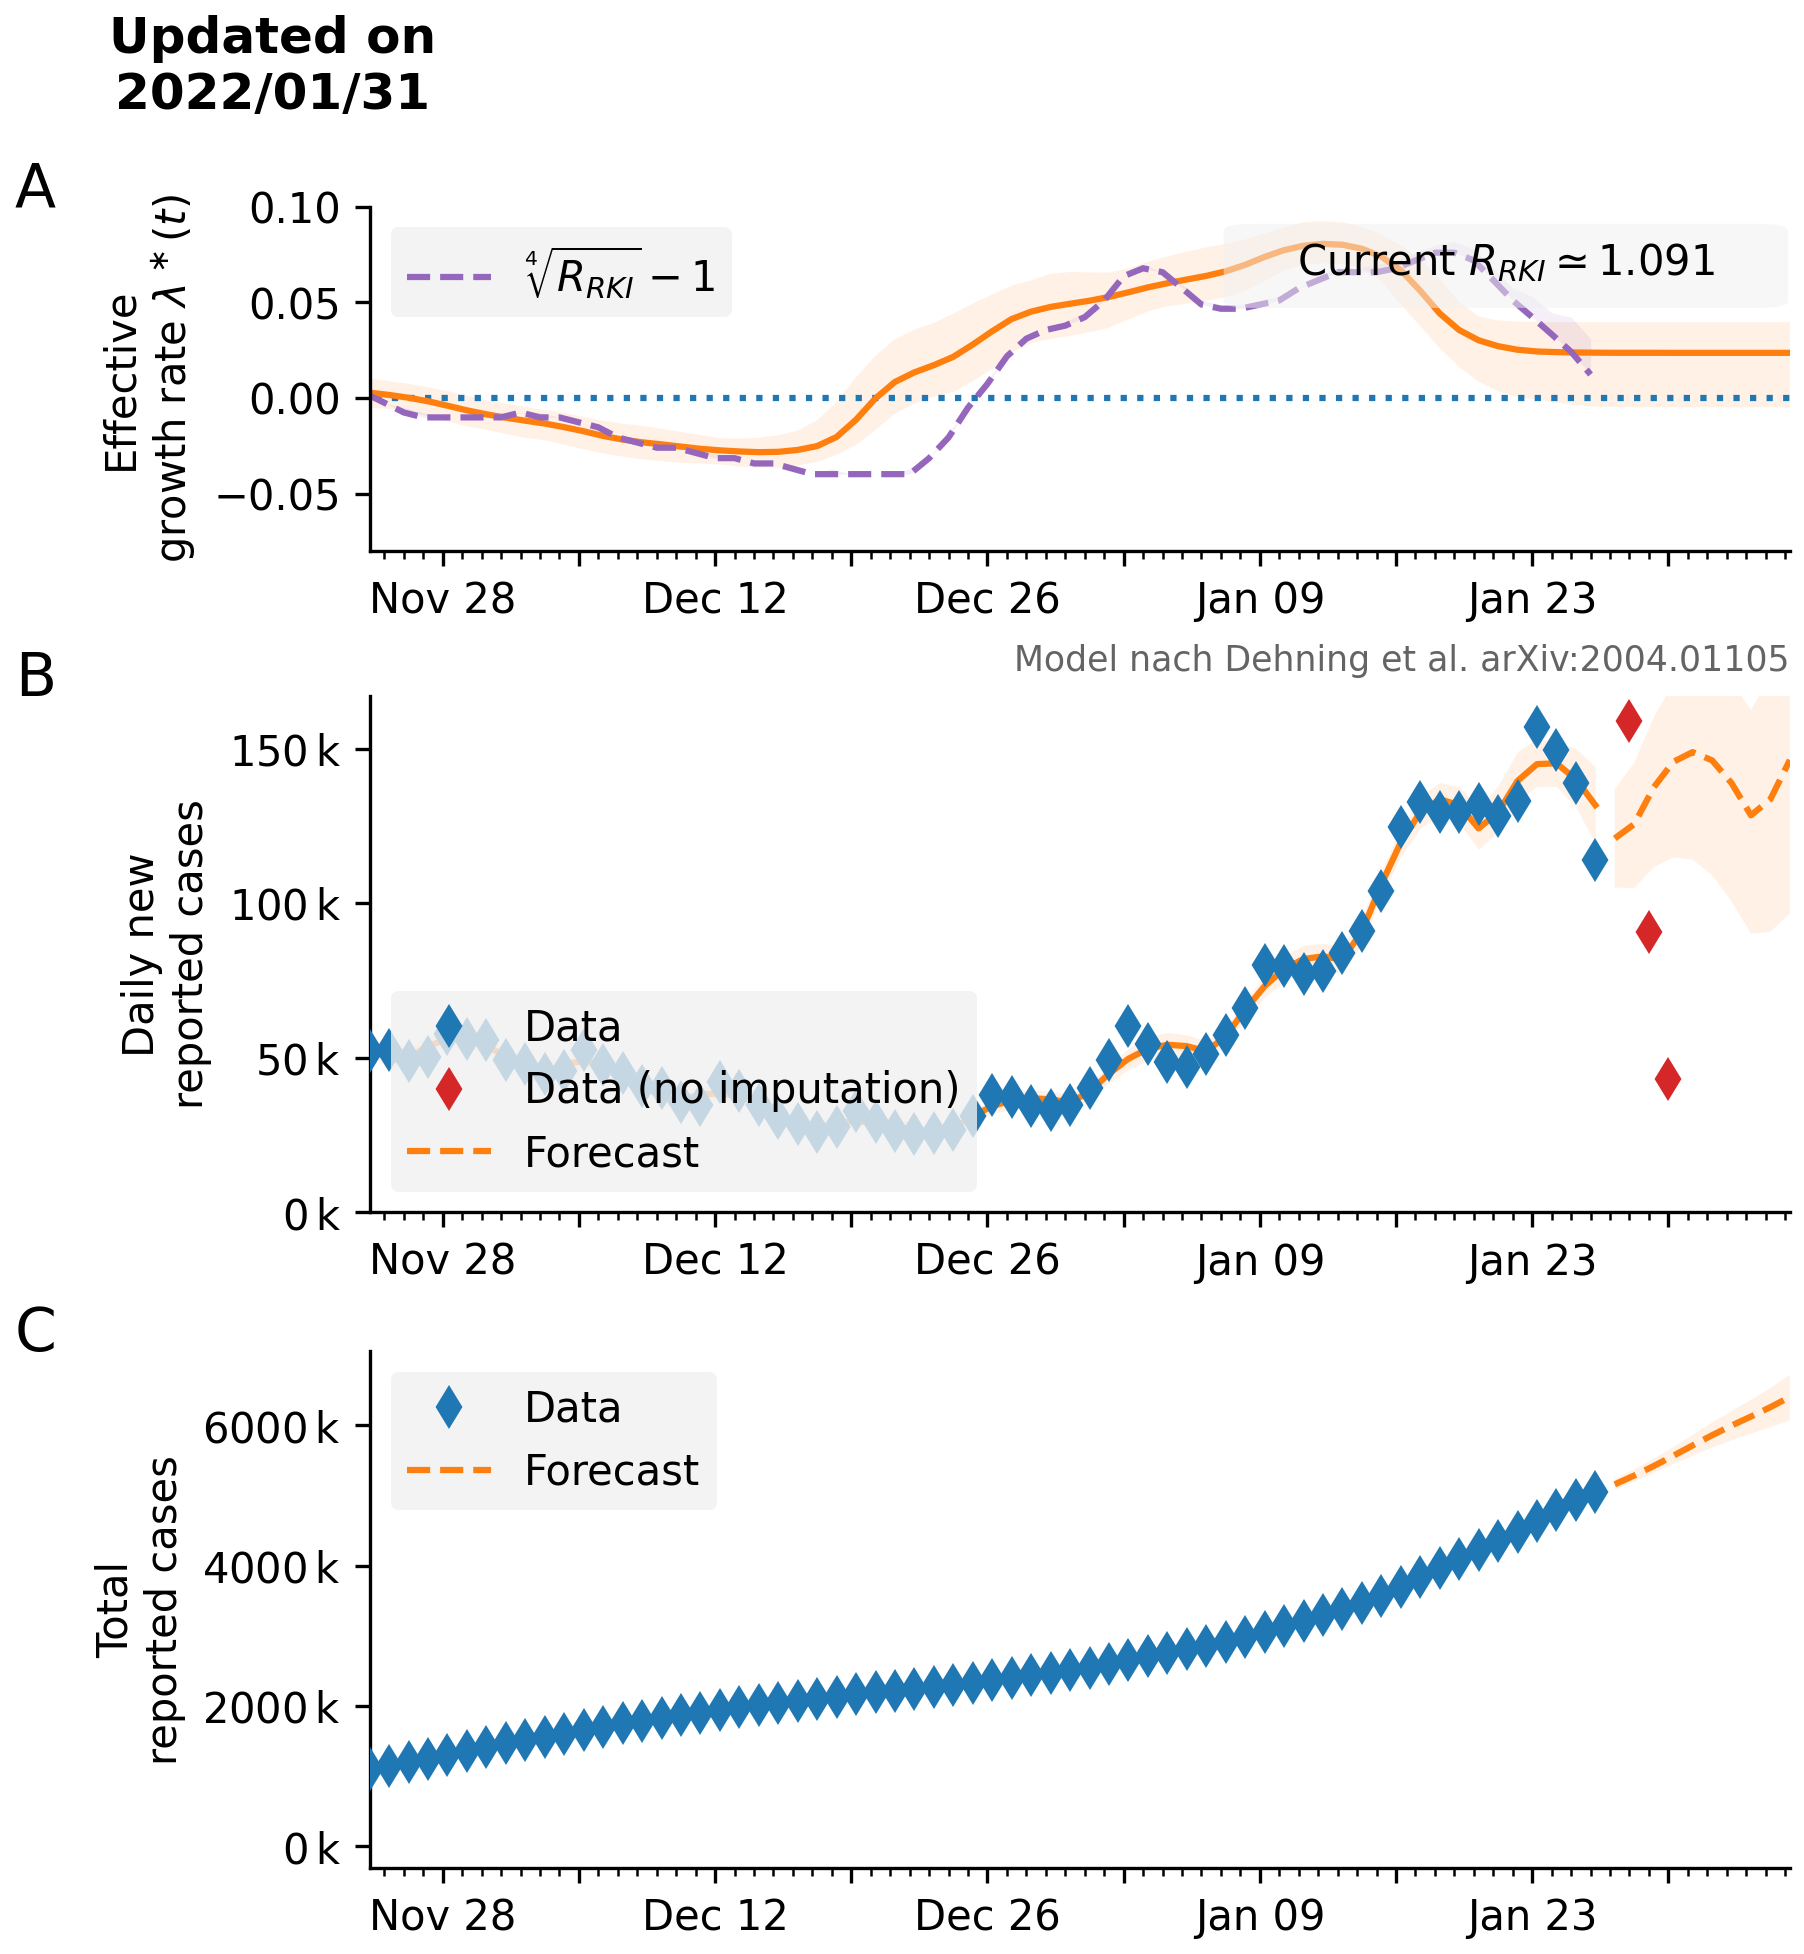 Updated on
2022/01/31
A
Effective
growth rate λ * (t)
0.10
0.05
0.00
−0.05
∜R_RKI − 1
Current R_RKI ≃ 1.091
Nov 28 Dec 12 Dec 26 Jan 09 Jan 23
Model nach Dehning et al. arXiv:2004.01105
B
Daily new
reported cases
150 k
100 k
50 k
0 k
Data
Data (no imputation)
Forecast
Nov 28 Dec 12 Dec 26 Jan 09 Jan 23
C
Total
reported cases
6000 k
4000 k
2000 k
0 k
Data
Forecast
Nov 28 Dec 12 Dec 26 Jan 09 Jan 23